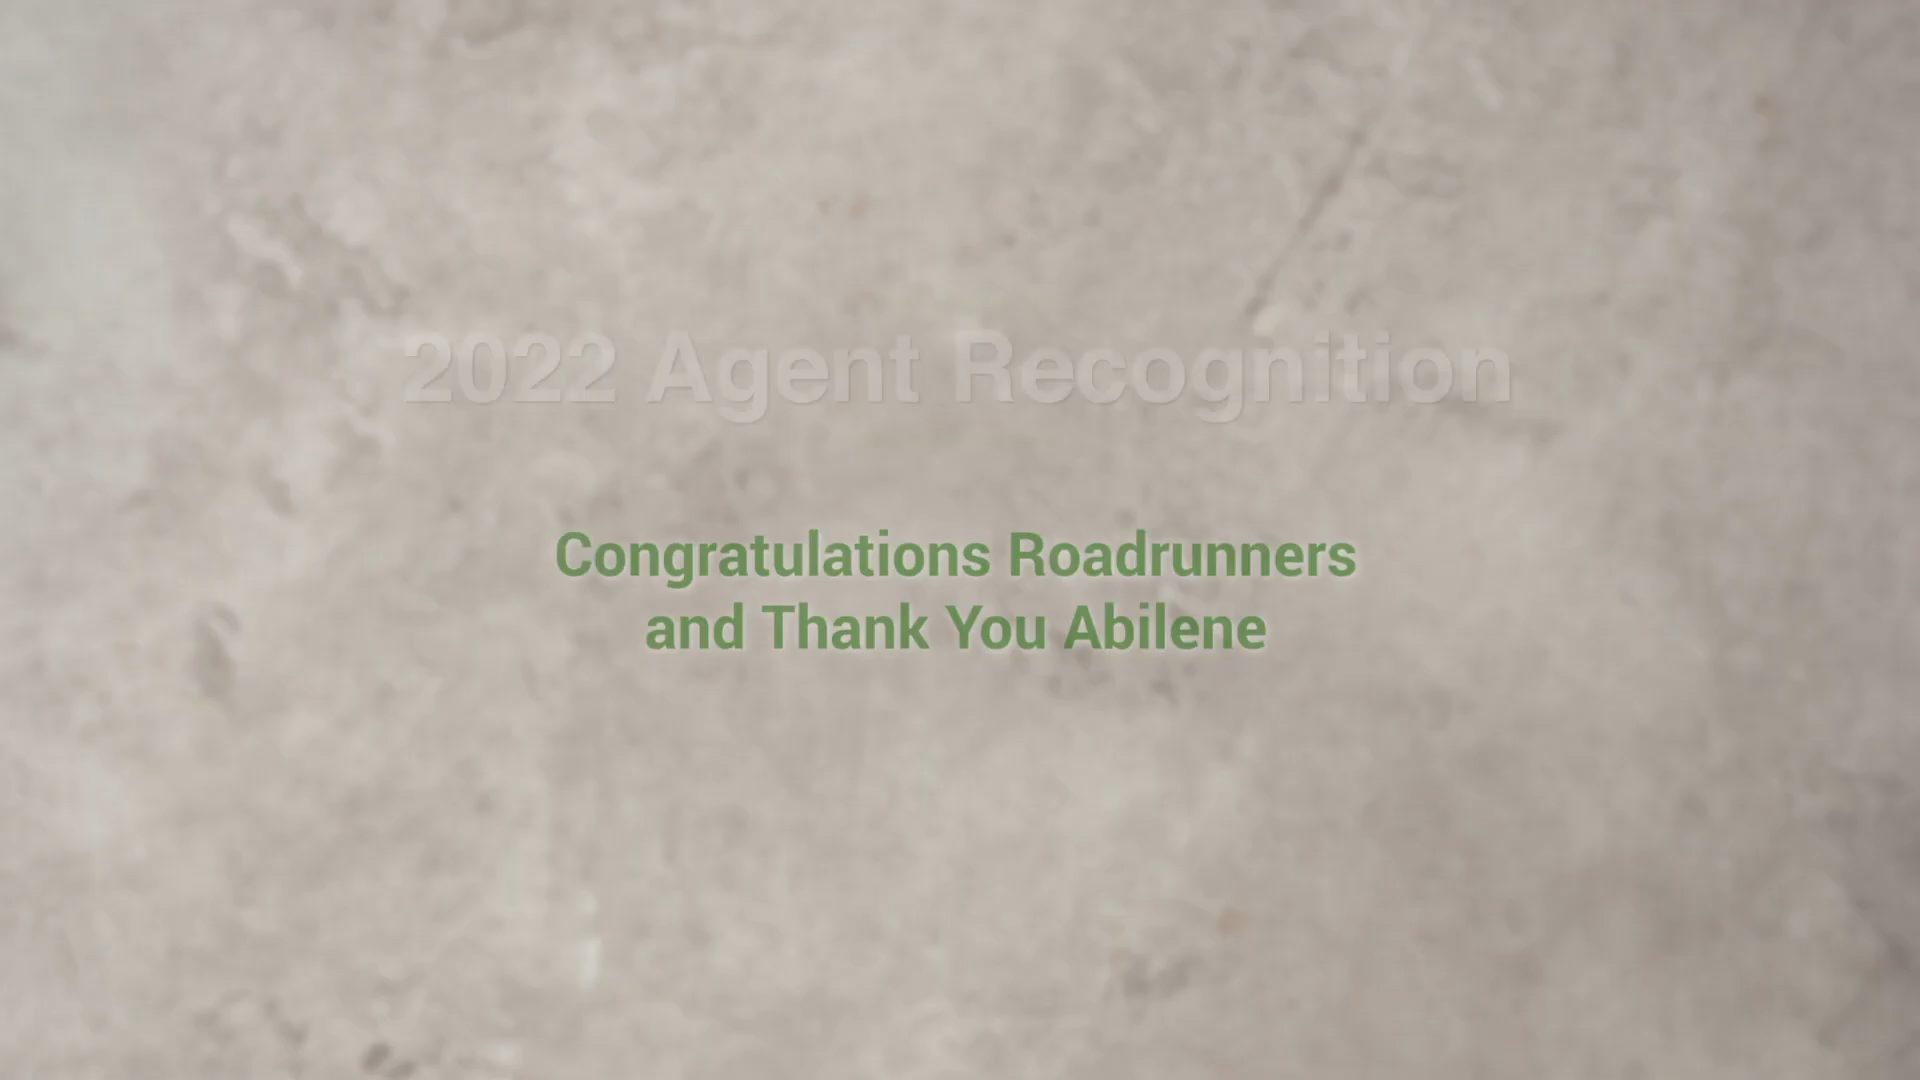 2022 Agent Recognition
Congratulations Roadrunners
and Thank You Abilene